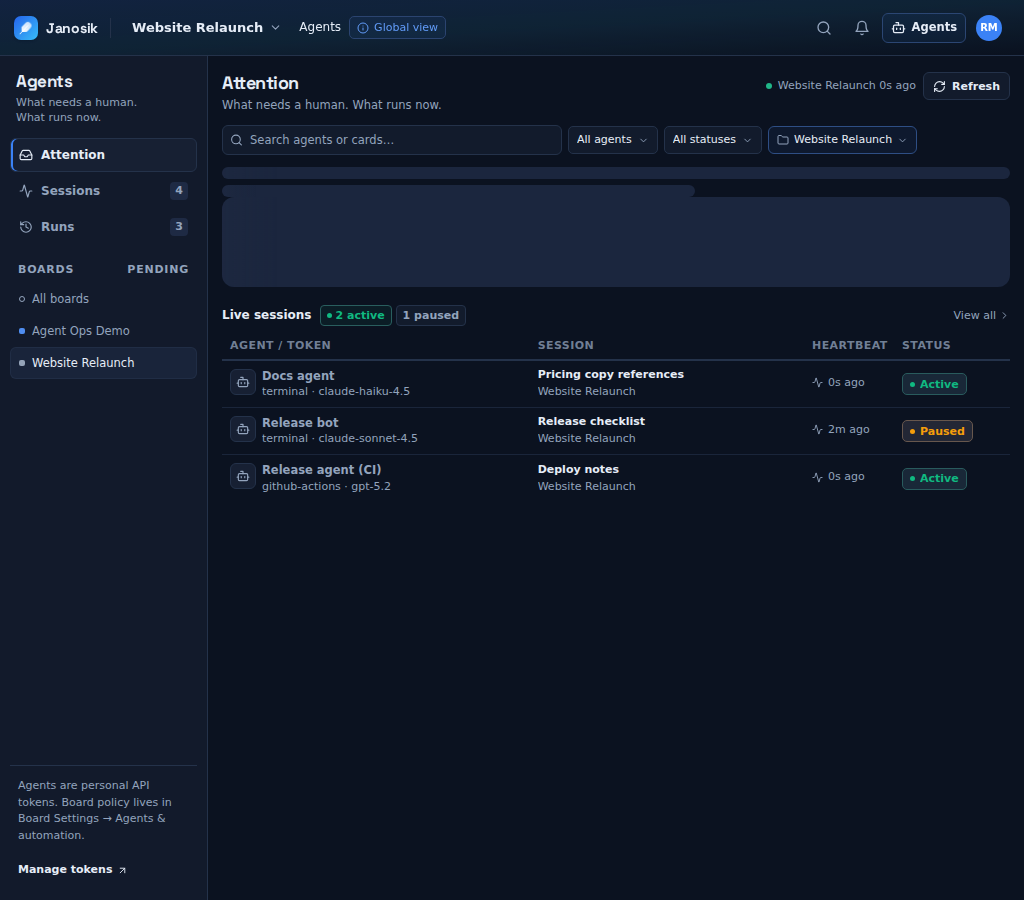 Janosik
Website Relaunch
Agents
Global view
Agents
RM
Agents
What needs a human.
What runs now.
Attention
Sessions 4
Runs 3
BOARDS PENDING
All boards
Agent Ops Demo
Website Relaunch
Agents are personal API
tokens. Board policy lives in
Board Settings → Agents &
automation.
Manage tokens
Attention
What needs a human. What runs now.
Website Relaunch 0s ago
Refresh
Search agents or cards...
All agents
All statuses
Website Relaunch
Live sessions 2 active 1 paused
View all
AGENT / TOKEN SESSION HEARTBEAT STATUS
Docs agent
terminal · claude-haiku-4.5
Pricing copy references
Website Relaunch
0s ago
Active
Release bot
terminal · claude-sonnet-4.5
Release checklist
Website Relaunch
2m ago
Paused
Release agent (CI)
github-actions · gpt-5.2
Deploy notes
Website Relaunch
0s ago
Active